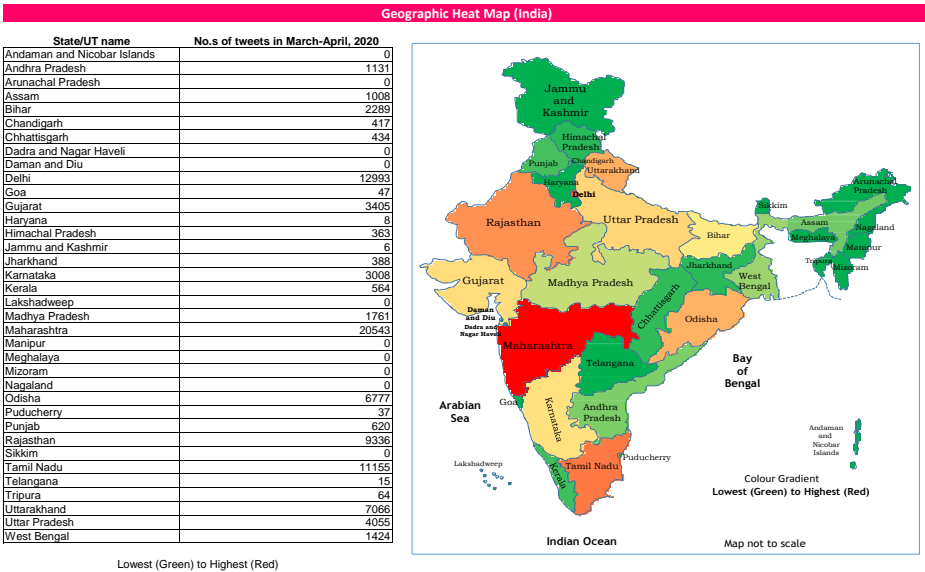 Geographic Heat Map (India)
State/UT name No.s of tweets in March-April, 2020
Andaman and Nicobar Islands 0
Andhra Pradesh 1131
Arunachal Pradesh 0
Assam 1008
Bihar 2289
Chandigarh 417
Chhattisgarh 434
Dadra and Nagar Haveli 0
Daman and Diu 0
Delhi 12993
Goa 47
Gujarat 3405
Haryana 8
Himachal Pradesh 363
Jammu and Kashmir 6
Jharkhand 388
Karnataka 3008
Kerala 564
Lakshadweep 0
Madhya Pradesh 1761
Maharashtra 20543
Manipur 0
Meghalaya 0
Mizoram 0
Nagaland 0
Odisha 6777
Puducherry 37
Punjab 620
Rajasthan 9336
Sikkim 0
Tamil Nadu 11155
Telangana 15
Tripura 64
Uttarakhand 7066
Uttar Pradesh 4055
West Bengal 1424
Lowest (Green) to Highest (Red)
Jammu
and
Kashmir
Himachal
Pradesh
Punjab
Chandigarh
Uttarakhand
Haryana
Delhi
Arunachal
Pradesh
Sikkim
Rajasthan
Uttar Pradesh
Assam
Nagaland
Bihar
Meghalaya
Manipur
Tripura
Mizoram
Jharkhand
Gujarat
Madhya Pradesh
West
Bengal
Chhattisgarh
Daman
and Diu
Dadra and
Nagar Haveli
Odisha
Maharashtra
Telangana
Bay
of
Bengal
Goa
Arabian
Sea
Karnataka
Andhra
Pradesh
Andaman
and
Nicobar
Islands
Puducherry
Lakshadweep
Kerala
Tamil Nadu
Colour Gradient
Lowest (Green) to Highest (Red)
Indian Ocean
Map not to scale